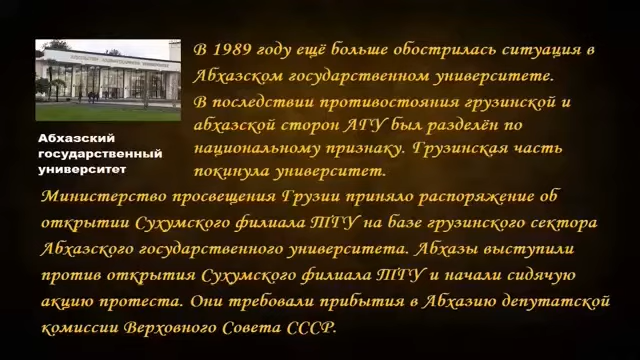 В 1989 году ещё больше обострилась ситуация в
Абхазском государственном университете.
В последствии противостояния грузинской и
абхазской сторон АГУ был разделён по
национальному признаку. Грузинская часть
покинула университет.
Абхазский
государственный
университет
Министерство просвещения Грузии приняло распоряжение об
открытии Сухумского филиала ТГУ на базе грузинского сектора
Абхазского государственного университета. Абхазы выступили
против открытия Сухумского филиала ТГУ и начали сидячую
акцию протеста. Они требовали прибытия в Абхазию депутатской
комиссии Верховного Совета СССР.